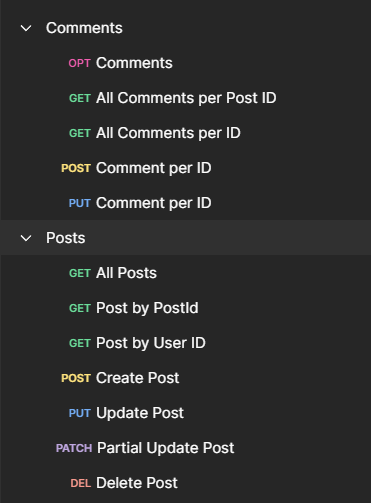 Comments
OPT Comments
GET All Comments per Post ID
GET All Comments per ID
POST Comment per ID
PUT Comment per ID
Posts
GET All Posts
GET Post by PostId
GET Post by User ID
POST Create Post
PUT Update Post
PATCH Partial Update Post
DEL Delete Post